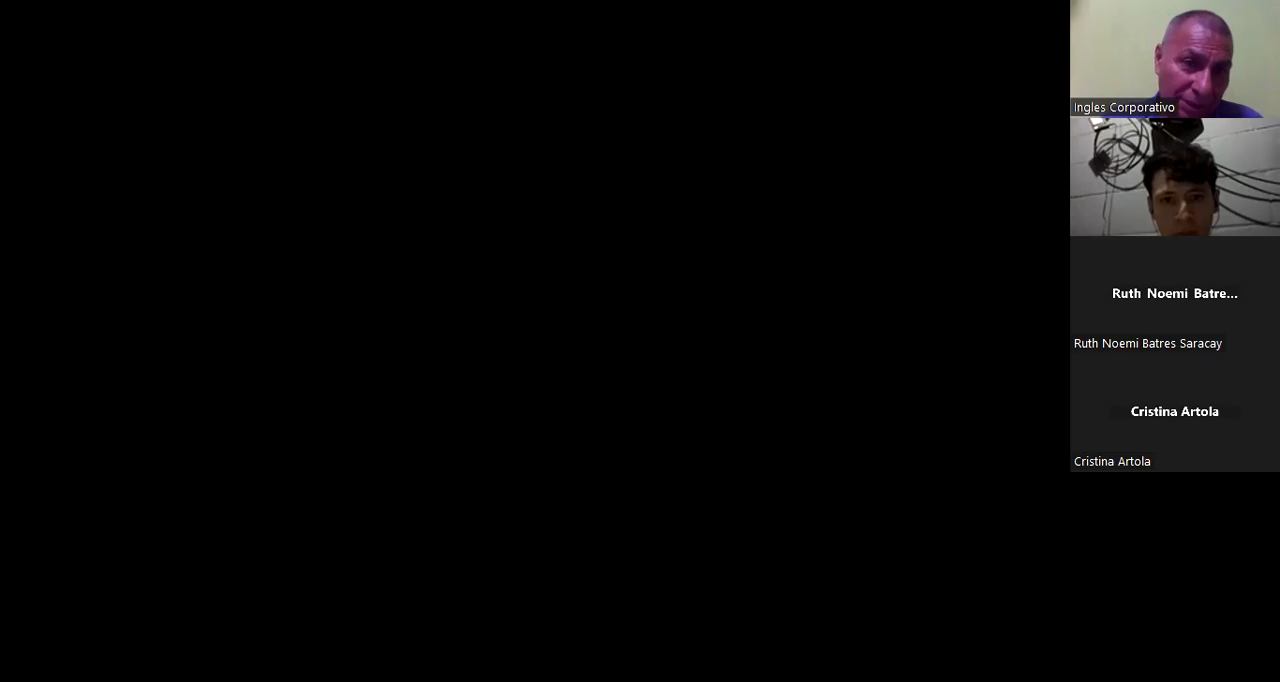 Ingles Corporativo
Ruth Noemi Batre...
Ruth Noemi Batres Saracay
Cristina Artola
Cristina Artola